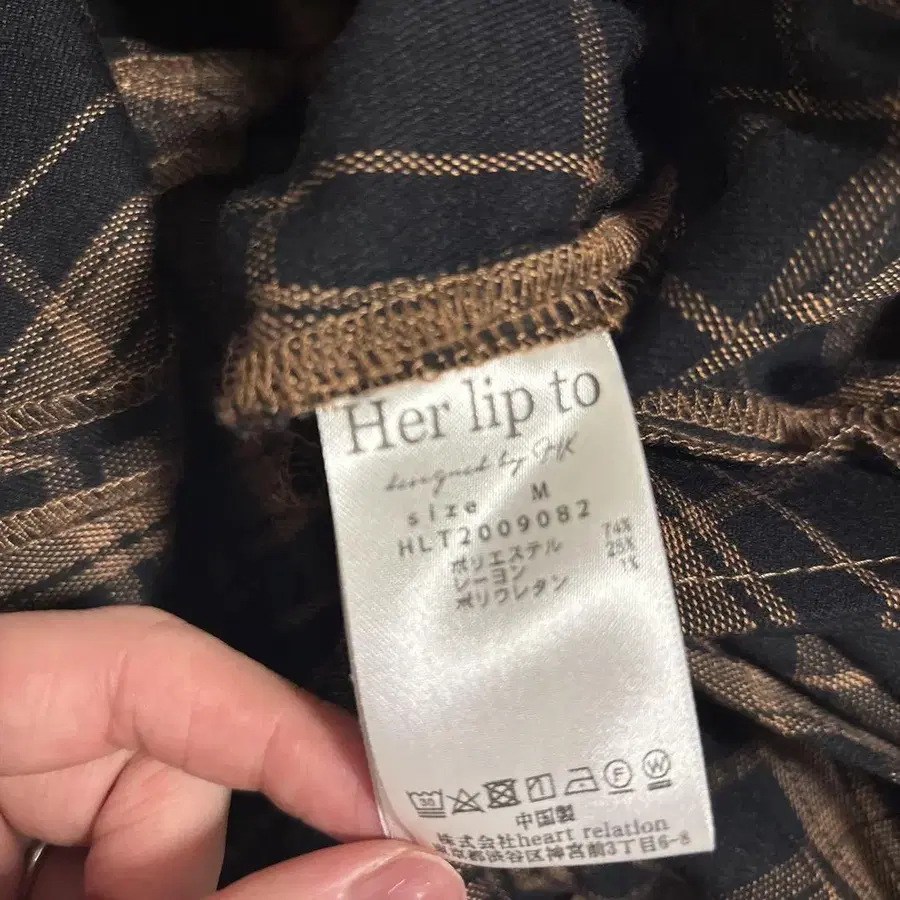 Her lip to
designed by HK
size M
HLT2009082
ポリエステル 74%
レーヨン 25%
ポリウレタン 1%
30 F W
中国製
株式会社heart relation
東京都渋谷区神宮前3丁目6-8